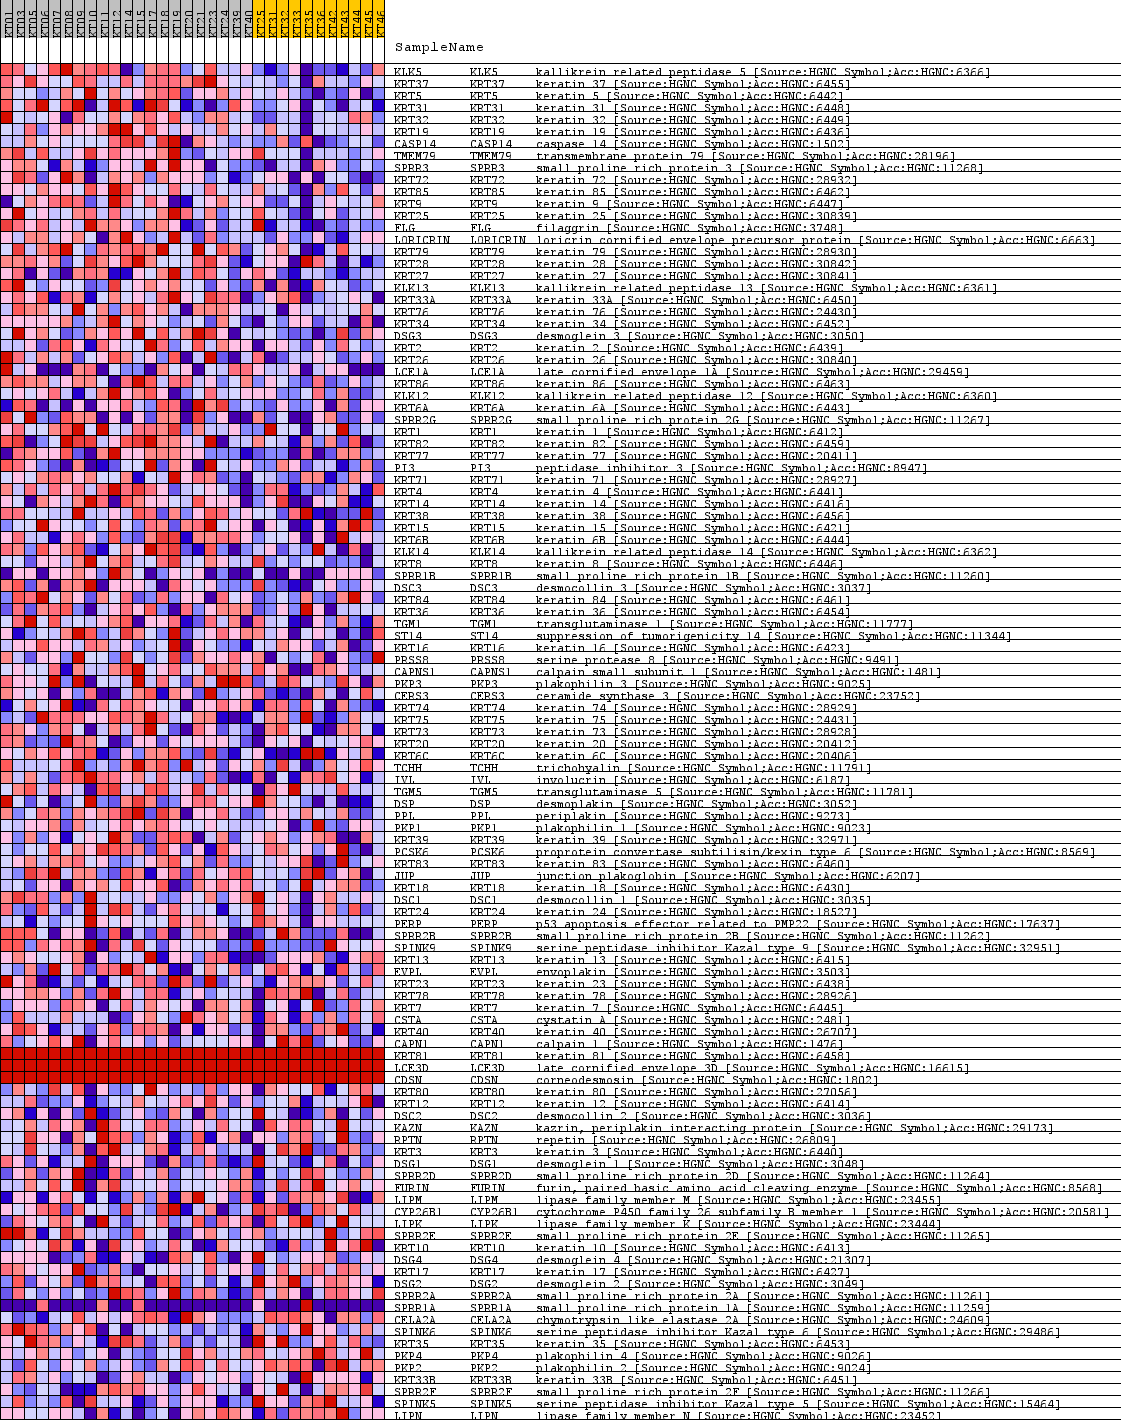 KT01 KT03 KT05 KT06 KT07 KT08 KT09 KT10 KT11 KT12 KT14 KT15 KT17 KT18 KT19 KT20 KT21 KT23 KT24 KT39 KT40 KT25 KT31 KT32 KT33 KT35 KT36 KT42 KT43 KT44 KT45 KT46
SampleName
KLK5 KLK5 kallikrein related peptidase 5 [Source:HGNC Symbol;Acc:HGNC:6366]
KRT37 KRT37 keratin 37 [Source:HGNC Symbol;Acc:HGNC:6455]
KRT5 KRT5 keratin 5 [Source:HGNC Symbol;Acc:HGNC:6442]
KRT31 KRT31 keratin 31 [Source:HGNC Symbol;Acc:HGNC:6448]
KRT32 KRT32 keratin 32 [Source:HGNC Symbol;Acc:HGNC:6449]
KRT19 KRT19 keratin 19 [Source:HGNC Symbol;Acc:HGNC:6436]
CASP14 CASP14 caspase 14 [Source:HGNC Symbol;Acc:HGNC:1502]
TMEM79 TMEM79 transmembrane protein 79 [Source:HGNC Symbol;Acc:HGNC:28196]
SPRR3 SPRR3 small proline rich protein 3 [Source:HGNC Symbol;Acc:HGNC:11268]
KRT72 KRT72 keratin 72 [Source:HGNC Symbol;Acc:HGNC:28932]
KRT85 KRT85 keratin 85 [Source:HGNC Symbol;Acc:HGNC:6462]
KRT9 KRT9 keratin 9 [Source:HGNC Symbol;Acc:HGNC:6447]
KRT25 KRT25 keratin 25 [Source:HGNC Symbol;Acc:HGNC:30839]
FLG FLG filaggrin [Source:HGNC Symbol;Acc:HGNC:3748]
LORICRIN LORICRIN loricrin cornified envelope precursor protein [Source:HGNC Symbol;Acc:HGNC:6663]
KRT79 KRT79 keratin 79 [Source:HGNC Symbol;Acc:HGNC:28930]
KRT28 KRT28 keratin 28 [Source:HGNC Symbol;Acc:HGNC:30842]
KRT27 KRT27 keratin 27 [Source:HGNC Symbol;Acc:HGNC:30841]
KLK13 KLK13 kallikrein related peptidase 13 [Source:HGNC Symbol;Acc:HGNC:6361]
KRT33A KRT33A keratin 33A [Source:HGNC Symbol;Acc:HGNC:6450]
KRT76 KRT76 keratin 76 [Source:HGNC Symbol;Acc:HGNC:24430]
KRT34 KRT34 keratin 34 [Source:HGNC Symbol;Acc:HGNC:6452]
DSG3 DSG3 desmoglein 3 [Source:HGNC Symbol;Acc:HGNC:3050]
KRT2 KRT2 keratin 2 [Source:HGNC Symbol;Acc:HGNC:6439]
KRT26 KRT26 keratin 26 [Source:HGNC Symbol;Acc:HGNC:30840]
LCE1A LCE1A late cornified envelope 1A [Source:HGNC Symbol;Acc:HGNC:29459]
KRT86 KRT86 keratin 86 [Source:HGNC Symbol;Acc:HGNC:6463]
KLK12 KLK12 kallikrein related peptidase 12 [Source:HGNC Symbol;Acc:HGNC:6360]
KRT6A KRT6A keratin 6A [Source:HGNC Symbol;Acc:HGNC:6443]
SPRR2G SPRR2G small proline rich protein 2G [Source:HGNC Symbol;Acc:HGNC:11267]
KRT1 KRT1 keratin 1 [Source:HGNC Symbol;Acc:HGNC:6412]
KRT82 KRT82 keratin 82 [Source:HGNC Symbol;Acc:HGNC:6459]
KRT77 KRT77 keratin 77 [Source:HGNC Symbol;Acc:HGNC:20411]
PI3 PI3 peptidase inhibitor 3 [Source:HGNC Symbol;Acc:HGNC:8947]
KRT71 KRT71 keratin 71 [Source:HGNC Symbol;Acc:HGNC:28927]
KRT4 KRT4 keratin 4 [Source:HGNC Symbol;Acc:HGNC:6441]
KRT14 KRT14 keratin 14 [Source:HGNC Symbol;Acc:HGNC:6416]
KRT38 KRT38 keratin 38 [Source:HGNC Symbol;Acc:HGNC:6456]
KRT15 KRT15 keratin 15 [Source:HGNC Symbol;Acc:HGNC:6421]
KRT6B KRT6B keratin 6B [Source:HGNC Symbol;Acc:HGNC:6444]
KLK14 KLK14 kallikrein related peptidase 14 [Source:HGNC Symbol;Acc:HGNC:6362]
KRT8 KRT8 keratin 8 [Source:HGNC Symbol;Acc:HGNC:6446]
SPRR1B SPRR1B small proline rich protein 1B [Source:HGNC Symbol;Acc:HGNC:11260]
DSC3 DSC3 desmocollin 3 [Source:HGNC Symbol;Acc:HGNC:3037]
KRT84 KRT84 keratin 84 [Source:HGNC Symbol;Acc:HGNC:6461]
KRT36 KRT36 keratin 36 [Source:HGNC Symbol;Acc:HGNC:6454]
TGM1 TGM1 transglutaminase 1 [Source:HGNC Symbol;Acc:HGNC:11777]
ST14 ST14 suppression of tumorigenicity 14 [Source:HGNC Symbol;Acc:HGNC:11344]
KRT16 KRT16 keratin 16 [Source:HGNC Symbol;Acc:HGNC:6423]
PRSS8 PRSS8 serine protease 8 [Source:HGNC Symbol;Acc:HGNC:9491]
CAPNS1 CAPNS1 calpain small subunit 1 [Source:HGNC Symbol;Acc:HGNC:1481]
PKP3 PKP3 plakophilin 3 [Source:HGNC Symbol;Acc:HGNC:9025]
CERS3 CERS3 ceramide synthase 3 [Source:HGNC Symbol;Acc:HGNC:23752]
KRT74 KRT74 keratin 74 [Source:HGNC Symbol;Acc:HGNC:28929]
KRT75 KRT75 keratin 75 [Source:HGNC Symbol;Acc:HGNC:24431]
KRT73 KRT73 keratin 73 [Source:HGNC Symbol;Acc:HGNC:28928]
KRT20 KRT20 keratin 20 [Source:HGNC Symbol;Acc:HGNC:20412]
KRT6C KRT6C keratin 6C [Source:HGNC Symbol;Acc:HGNC:20406]
TCHH TCHH trichohyalin [Source:HGNC Symbol;Acc:HGNC:11791]
IVL IVL involucrin [Source:HGNC Symbol;Acc:HGNC:6187]
TGM5 TGM5 transglutaminase 5 [Source:HGNC Symbol;Acc:HGNC:11781]
DSP DSP desmoplakin [Source:HGNC Symbol;Acc:HGNC:3052]
PPL PPL periplakin [Source:HGNC Symbol;Acc:HGNC:9273]
PKP1 PKP1 plakophilin 1 [Source:HGNC Symbol;Acc:HGNC:9023]
KRT39 KRT39 keratin 39 [Source:HGNC Symbol;Acc:HGNC:32971]
PCSK6 PCSK6 proprotein convertase subtilisin/kexin type 6 [Source:HGNC Symbol;Acc:HGNC:8569]
KRT83 KRT83 keratin 83 [Source:HGNC Symbol;Acc:HGNC:6460]
JUP JUP junction plakoglobin [Source:HGNC Symbol;Acc:HGNC:6207]
KRT18 KRT18 keratin 18 [Source:HGNC Symbol;Acc:HGNC:6430]
DSC1 DSC1 desmocollin 1 [Source:HGNC Symbol;Acc:HGNC:3035]
KRT24 KRT24 keratin 24 [Source:HGNC Symbol;Acc:HGNC:18527]
PERP PERP p53 apoptosis effector related to PMP22 [Source:HGNC Symbol;Acc:HGNC:17637]
SPRR2B SPRR2B small proline rich protein 2B [Source:HGNC Symbol;Acc:HGNC:11262]
SPINK9 SPINK9 serine peptidase inhibitor Kazal type 9 [Source:HGNC Symbol;Acc:HGNC:32951]
KRT13 KRT13 keratin 13 [Source:HGNC Symbol;Acc:HGNC:6415]
EVPL EVPL envoplakin [Source:HGNC Symbol;Acc:HGNC:3503]
KRT23 KRT23 keratin 23 [Source:HGNC Symbol;Acc:HGNC:6438]
KRT78 KRT78 keratin 78 [Source:HGNC Symbol;Acc:HGNC:28926]
KRT7 KRT7 keratin 7 [Source:HGNC Symbol;Acc:HGNC:6445]
CSTA CSTA cystatin A [Source:HGNC Symbol;Acc:HGNC:2481]
KRT40 KRT40 keratin 40 [Source:HGNC Symbol;Acc:HGNC:26707]
CAPN1 CAPN1 calpain 1 [Source:HGNC Symbol;Acc:HGNC:1476]
KRT81 KRT81 keratin 81 [Source:HGNC Symbol;Acc:HGNC:6458]
LCE3D LCE3D late cornified envelope 3D [Source:HGNC Symbol;Acc:HGNC:16615]
CDSN CDSN corneodesmosin [Source:HGNC Symbol;Acc:HGNC:1802]
KRT80 KRT80 keratin 80 [Source:HGNC Symbol;Acc:HGNC:27056]
KRT12 KRT12 keratin 12 [Source:HGNC Symbol;Acc:HGNC:6414]
DSC2 DSC2 desmocollin 2 [Source:HGNC Symbol;Acc:HGNC:3036]
KAZN KAZN kazrin, periplakin interacting protein [Source:HGNC Symbol;Acc:HGNC:29173]
RPTN RPTN repetin [Source:HGNC Symbol;Acc:HGNC:26809]
KRT3 KRT3 keratin 3 [Source:HGNC Symbol;Acc:HGNC:6440]
DSG1 DSG1 desmoglein 1 [Source:HGNC Symbol;Acc:HGNC:3048]
SPRR2D SPRR2D small proline rich protein 2D [Source:HGNC Symbol;Acc:HGNC:11264]
FURIN FURIN furin, paired basic amino acid cleaving enzyme [Source:HGNC Symbol;Acc:HGNC:8568]
LIPM LIPM lipase family member M [Source:HGNC Symbol;Acc:HGNC:23455]
CYP26B1 CYP26B1 cytochrome P450 family 26 subfamily B member 1 [Source:HGNC Symbol;Acc:HGNC:20581]
LIPK LIPK lipase family member K [Source:HGNC Symbol;Acc:HGNC:23444]
SPRR2E SPRR2E small proline rich protein 2E [Source:HGNC Symbol;Acc:HGNC:11265]
KRT10 KRT10 keratin 10 [Source:HGNC Symbol;Acc:HGNC:6413]
DSG4 DSG4 desmoglein 4 [Source:HGNC Symbol;Acc:HGNC:21307]
KRT17 KRT17 keratin 17 [Source:HGNC Symbol;Acc:HGNC:6427]
DSG2 DSG2 desmoglein 2 [Source:HGNC Symbol;Acc:HGNC:3049]
SPRR2A SPRR2A small proline rich protein 2A [Source:HGNC Symbol;Acc:HGNC:11261]
SPRR1A SPRR1A small proline rich protein 1A [Source:HGNC Symbol;Acc:HGNC:11259]
CELA2A CELA2A chymotrypsin like elastase 2A [Source:HGNC Symbol;Acc:HGNC:24609]
SPINK6 SPINK6 serine peptidase inhibitor Kazal type 6 [Source:HGNC Symbol;Acc:HGNC:29486]
KRT35 KRT35 keratin 35 [Source:HGNC Symbol;Acc:HGNC:6453]
PKP4 PKP4 plakophilin 4 [Source:HGNC Symbol;Acc:HGNC:9026]
PKP2 PKP2 plakophilin 2 [Source:HGNC Symbol;Acc:HGNC:9024]
KRT33B KRT33B keratin 33B [Source:HGNC Symbol;Acc:HGNC:6451]
SPRR2F SPRR2F small proline rich protein 2F [Source:HGNC Symbol;Acc:HGNC:11266]
SPINK5 SPINK5 serine peptidase inhibitor Kazal type 5 [Source:HGNC Symbol;Acc:HGNC:15464]
LIPN LIPN lipase family member N [Source:HGNC Symbol;Acc:HGNC:23452]